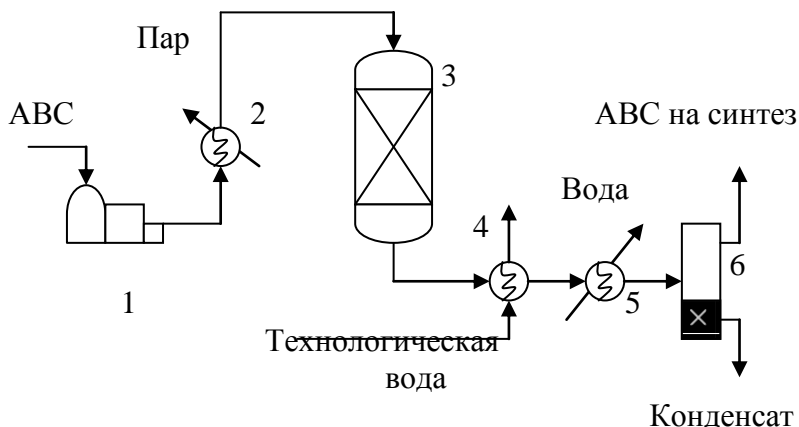 Пар
3
АВС
2
АВС на синтез
Вода
4
6
1
5
Технологическая
вода
Конденсат